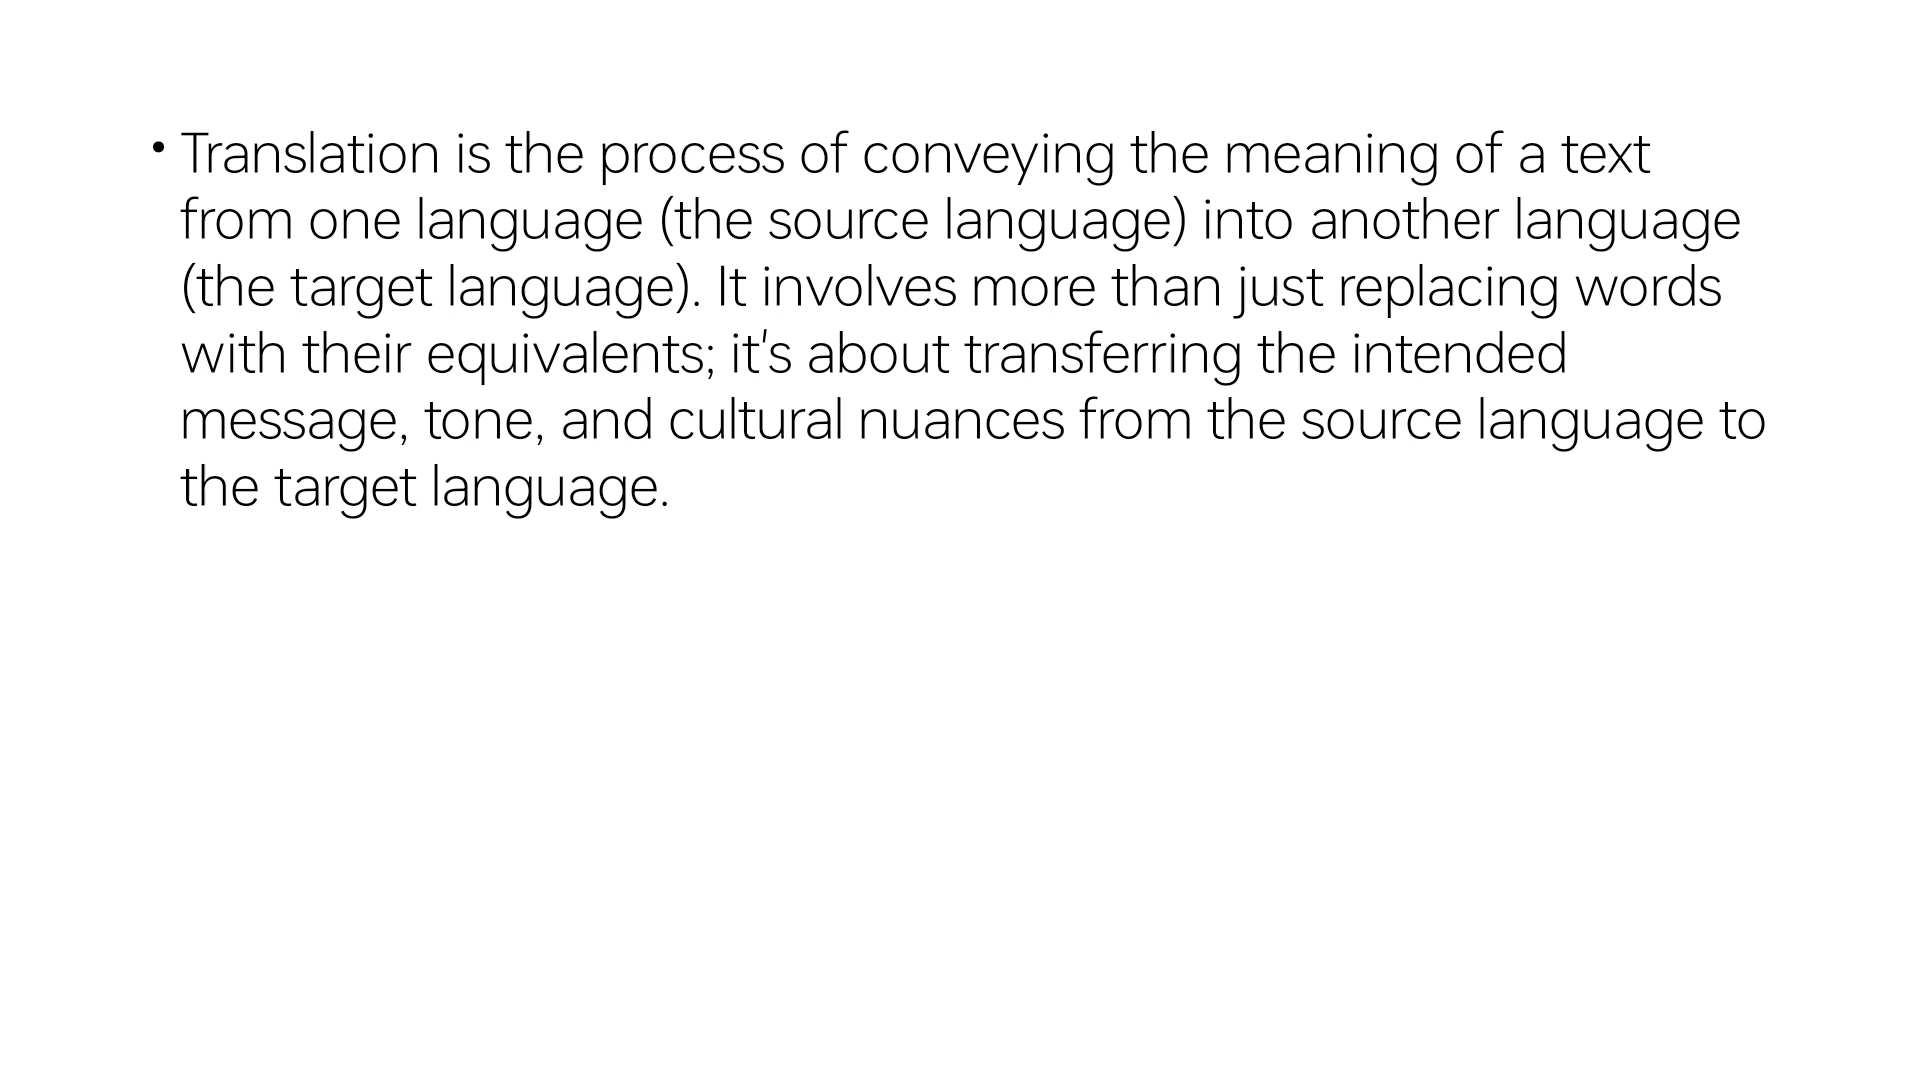 • Translation is the process of conveying the meaning of a text
from one language (the source language) into another language
(the target language). It involves more than just replacing words
with their equivalents; it's about transferring the intended
message, tone, and cultural nuances from the source language to
the target language.